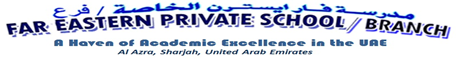 مدرسة فار ايسترن الخاصة / فرع
FAR EASTERN PRIVATE SCHOOL / BRANCH
A Haven of Academic Excellence in the UAE
Al Azra, Sharjah, United Arab Emirates